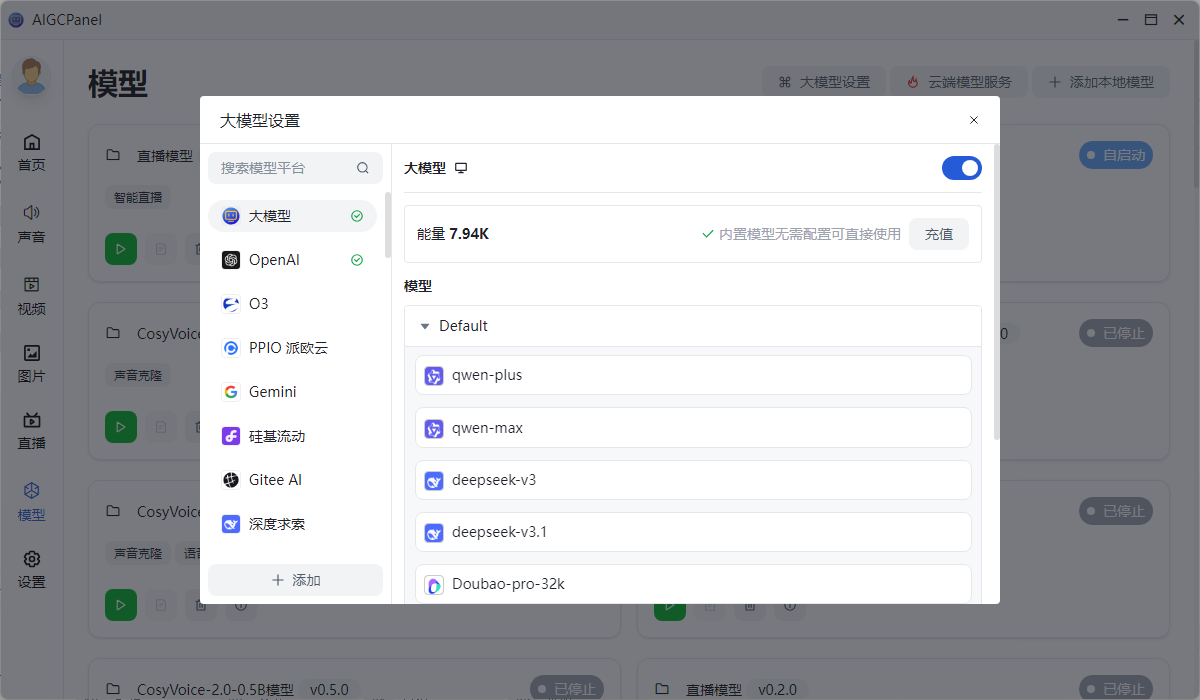 AIGCPanel
首页
声音
视频
图片
直播
模型
设置
模型
大模型设置
云端模型服务
添加本地模型
直播模型
自启动
智能直播
CosyVoice
0
已停止
声音克隆
CosyVoice
已停止
声音克隆
CosyVoice-2.0-0.5B模型 v0.5.0
已停止
直播模型 v0.2.0
已停止
大模型设置
搜索模型平台
大模型
OpenAI
O3
PPIO 派欧云
Gemini
硅基流动
Gitee AI
深度求索
添加
大模型
能量 7.94K
内置模型无需配置可直接使用
充值
模型
Default
qwen-plus
qwen-max
deepseek-v3
deepseek-v3.1
Doubao-pro-32k